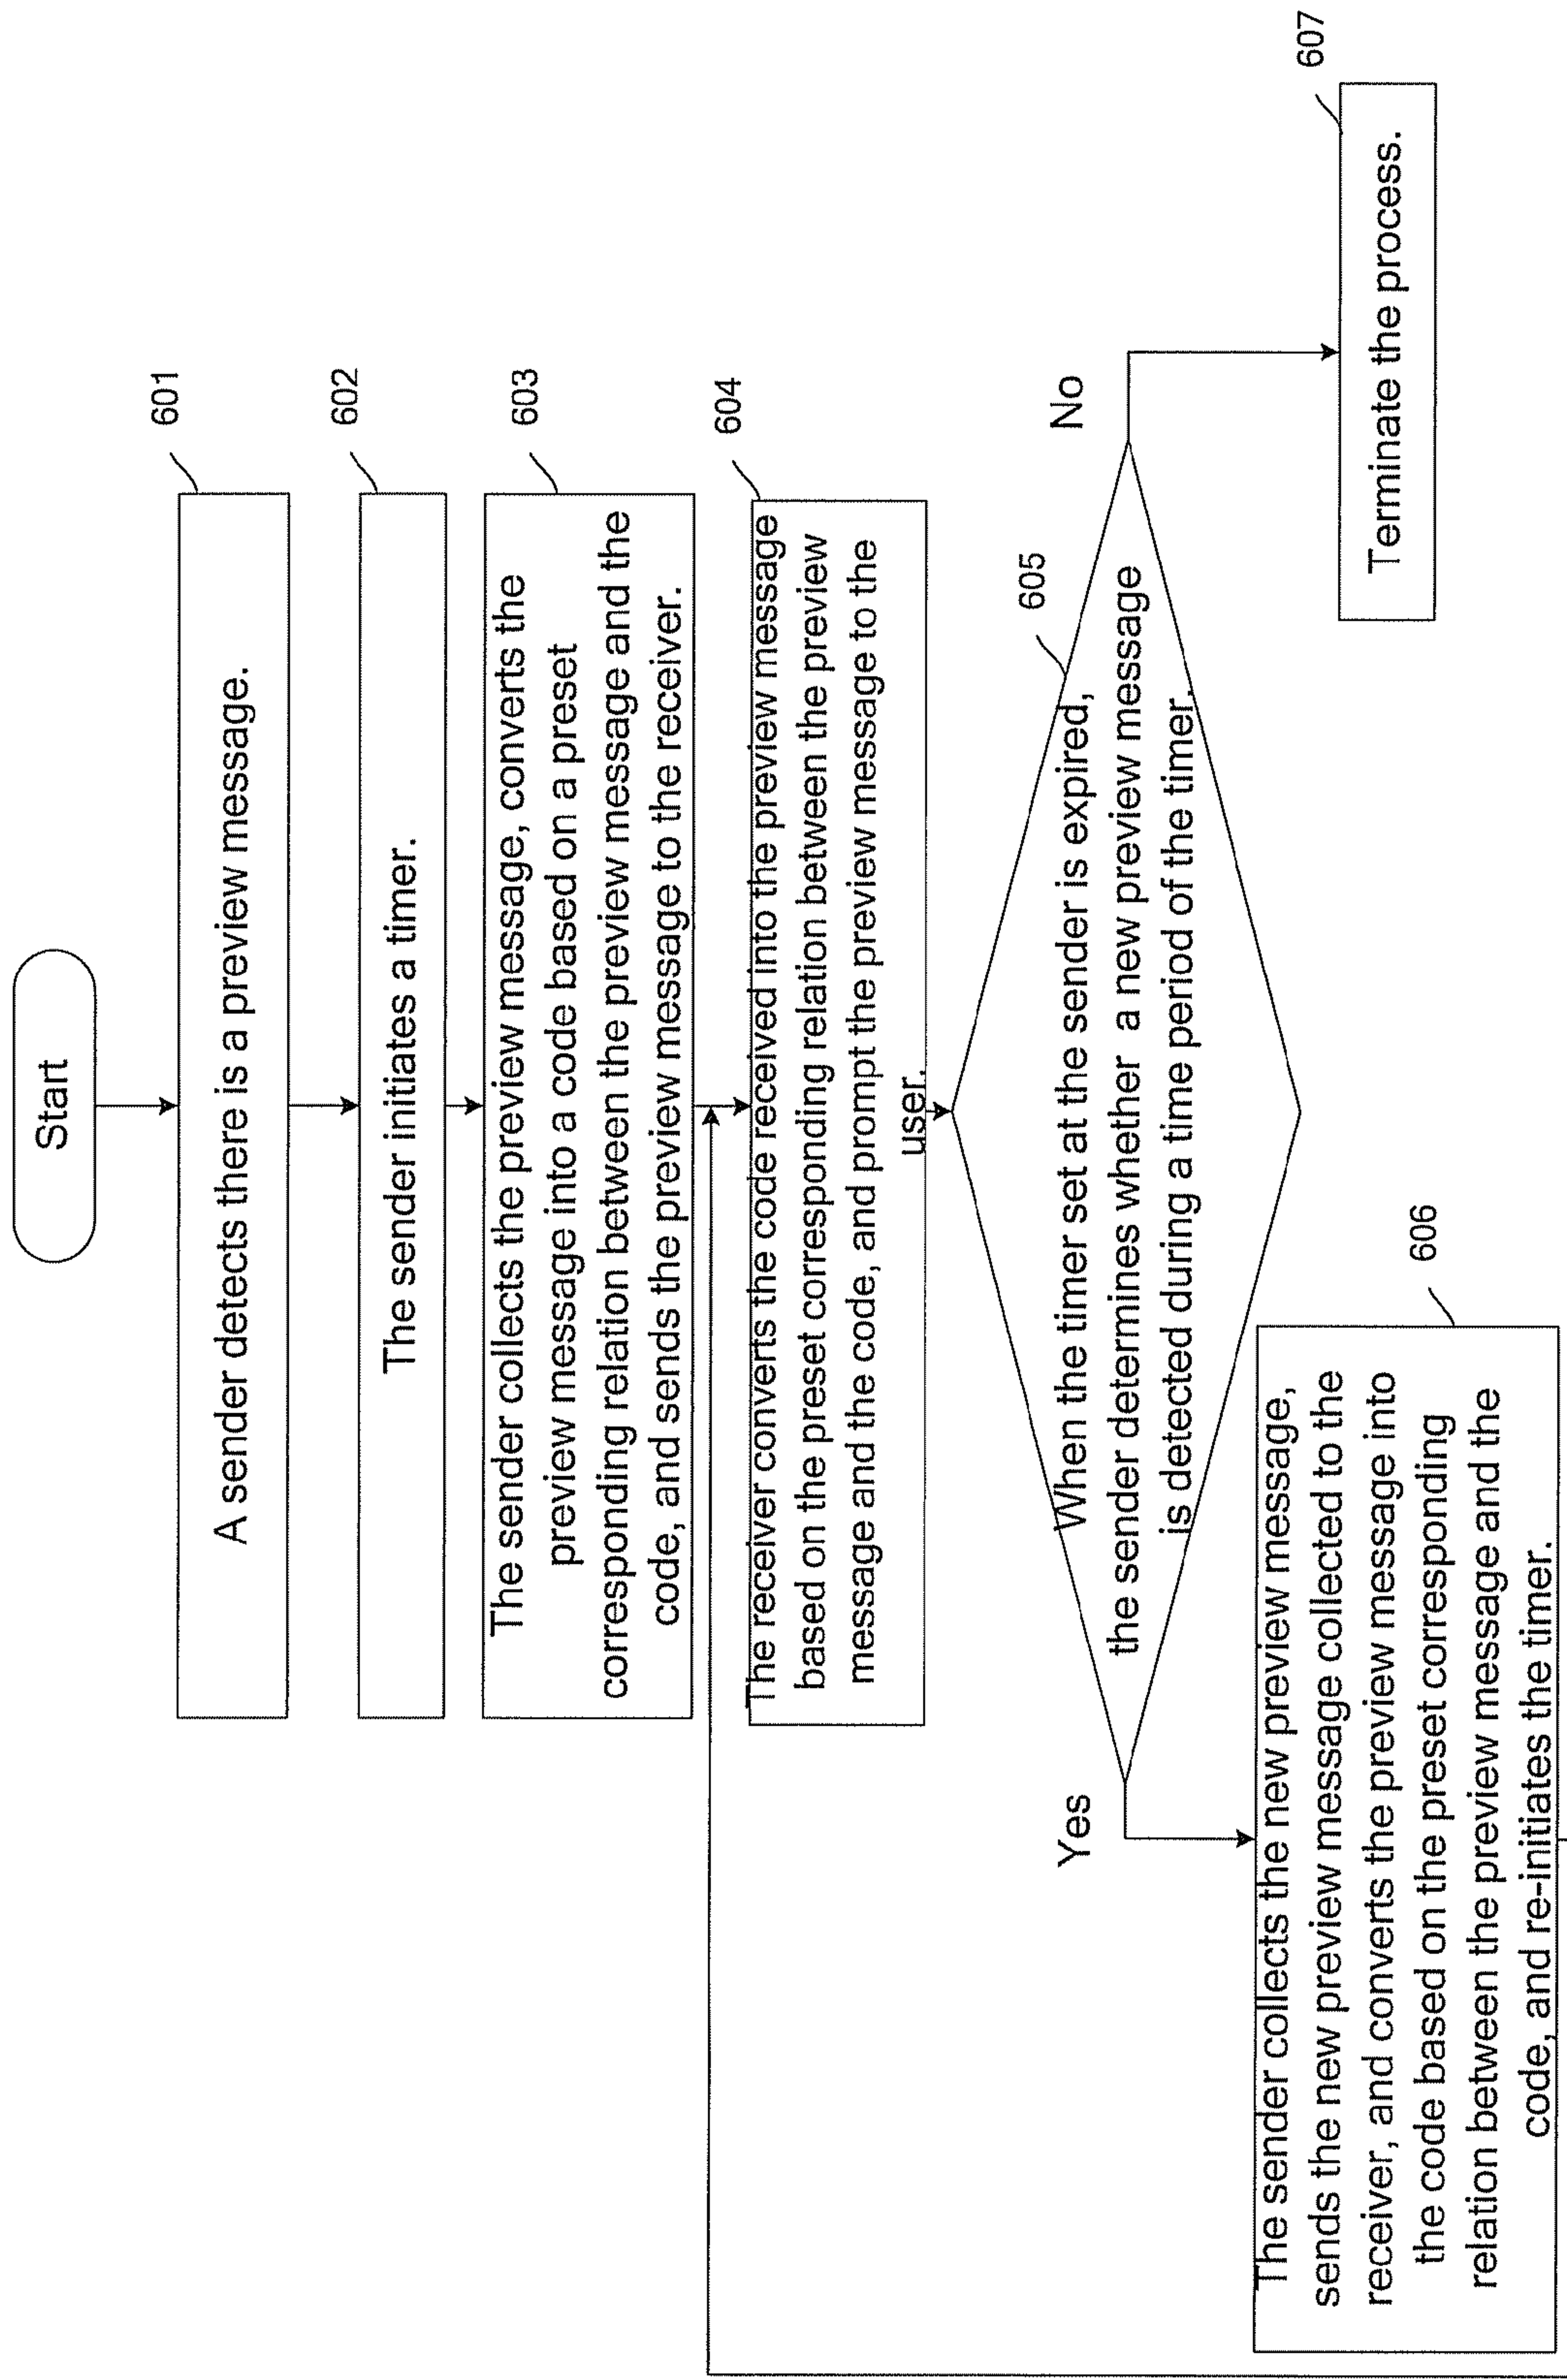 Start
601
A sender detects there is a preview message.
602
The sender initiates a timer.
603
The sender collects the preview message, converts the
preview message into a code based on a preset
corresponding relation between the preview message and the
code, and sends the preview message to the receiver.
604
The receiver converts the code received into the preview message
based on the preset corresponding relation between the preview
message and the code, and prompt the preview message to the
user.
605
When the timer set at the sender is expired,
the sender determines whether a new preview message
is detected during a time period of the timer.
Yes
No
606
The sender collects the new preview message,
sends the new preview message collected to the
receiver, and converts the preview message into
the code based on the preset corresponding
relation between the preview message and the
code, and re-initiates the timer.
607
Terminate the process.